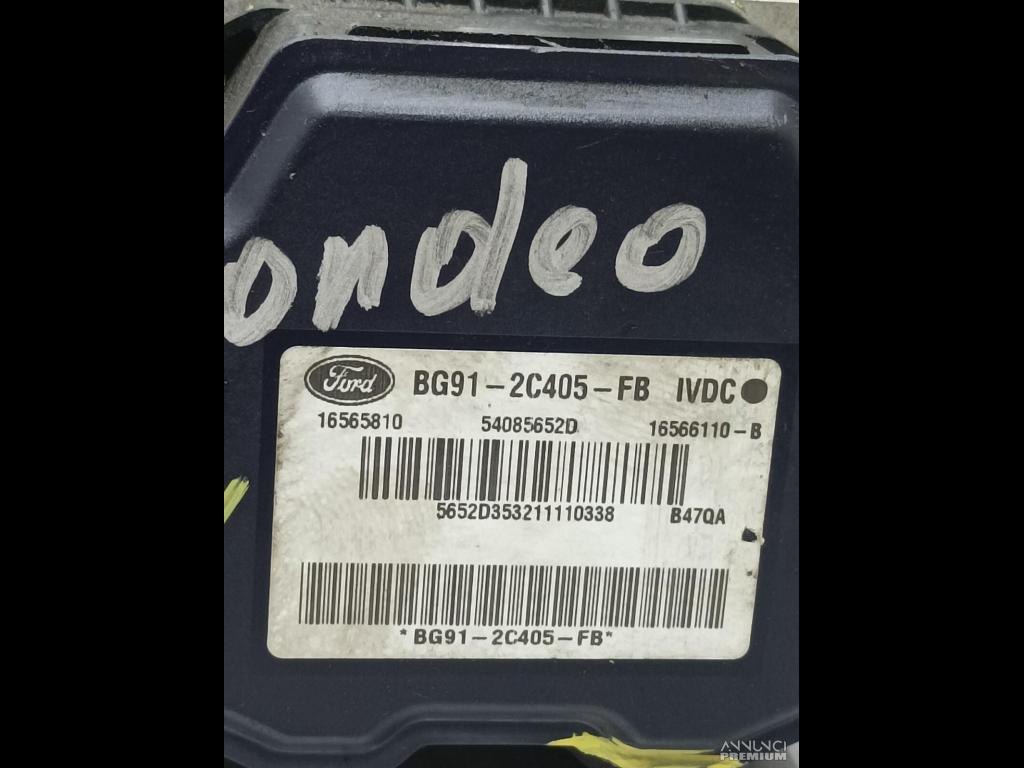 ondeo
Ford BG91-2C405-FB IVDC
16565810 54085652D 16566110-B
5652D353211110338 B47QA
*BG91-2C405-FB*
ANNUNCI
PREMIUM